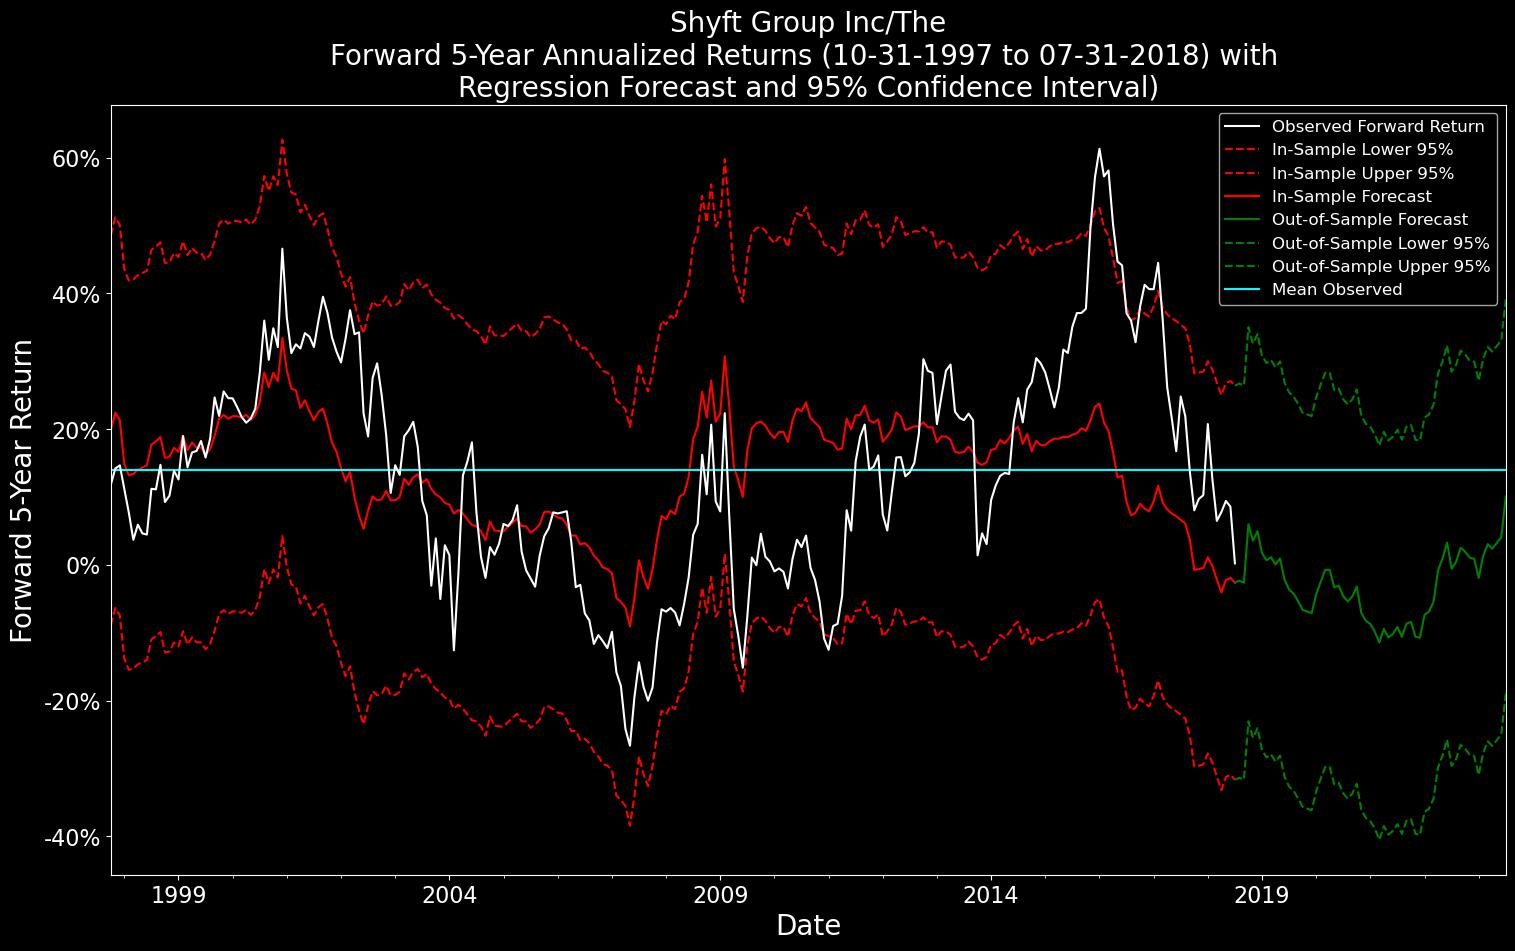 Shyft Group Inc/The
Forward 5-Year Annualized Returns (10-31-1997 to 07-31-2018) with
Regression Forecast and 95% Confidence Interval)
Observed Forward Return
In-Sample Lower 95%
In-Sample Upper 95%
In-Sample Forecast
Out-of-Sample Forecast
Out-of-Sample Lower 95%
Out-of-Sample Upper 95%
Mean Observed
Forward 5-Year Return
60%
40%
20%
0%
-20%
-40%
1999
2004
2009
2014
2019
Date